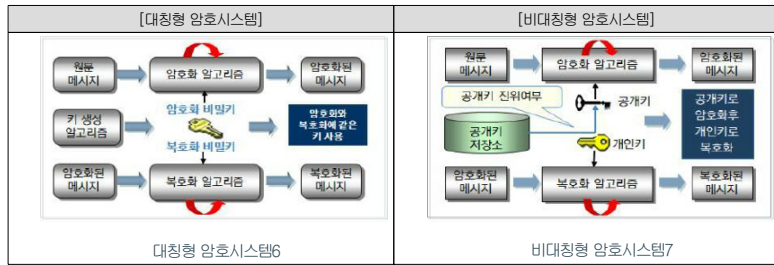 [대칭형 암호시스템]
원문
메시지
암호화 알고리즘
암호화된
메시지
키 생성
알고리즘
암호화 비밀키
복호화 비밀키
암호화와
복호화에 같은
키 사용
암호화된
메시지
복호화 알고리즘
복호화된
메시지
대칭형 암호시스템6
[비대칭형 암호시스템]
원문
메시지
암호화 알고리즘
암호화된
메시지
공개키 진위여부
공개키
공개키
저장소
개인키
공개키로
암호화후
개인키로
복호화
암호화된
메시지
복호화 알고리즘
복호화된
메시지
비대칭형 암호시스템7